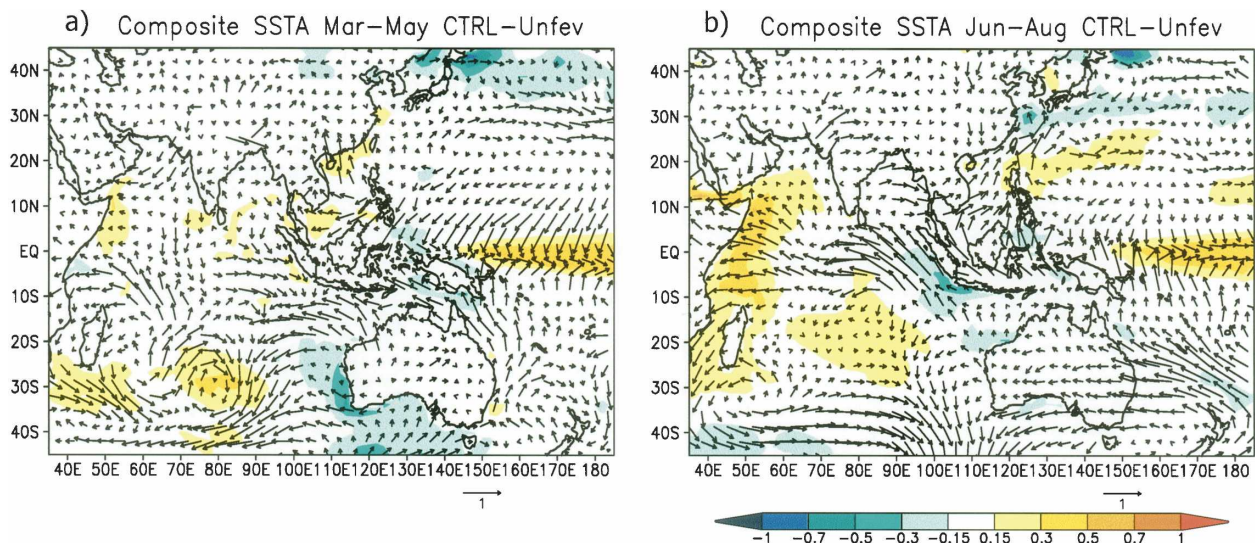 a) Composite SSTA Mar-May CTRL-Unfev
40N
30N
20N
10N
EQ
10S
20S
30S
40S
40E 50E 60E 70E 80E 90E 100E 110E 120E 130E 140E 150E 160E 170E 180
1
b) Composite SSTA Jun-Aug CTRL-Unfev
40N
30N
20N
10N
EQ
10S
20S
30S
40S
40E 50E 60E 70E 80E 90E 100E 110E 120E 130E 140E 150E 160E 170E 180
1
-1 -0.7 -0.5 -0.3 -0.15 0.15 0.3 0.5 0.7 1